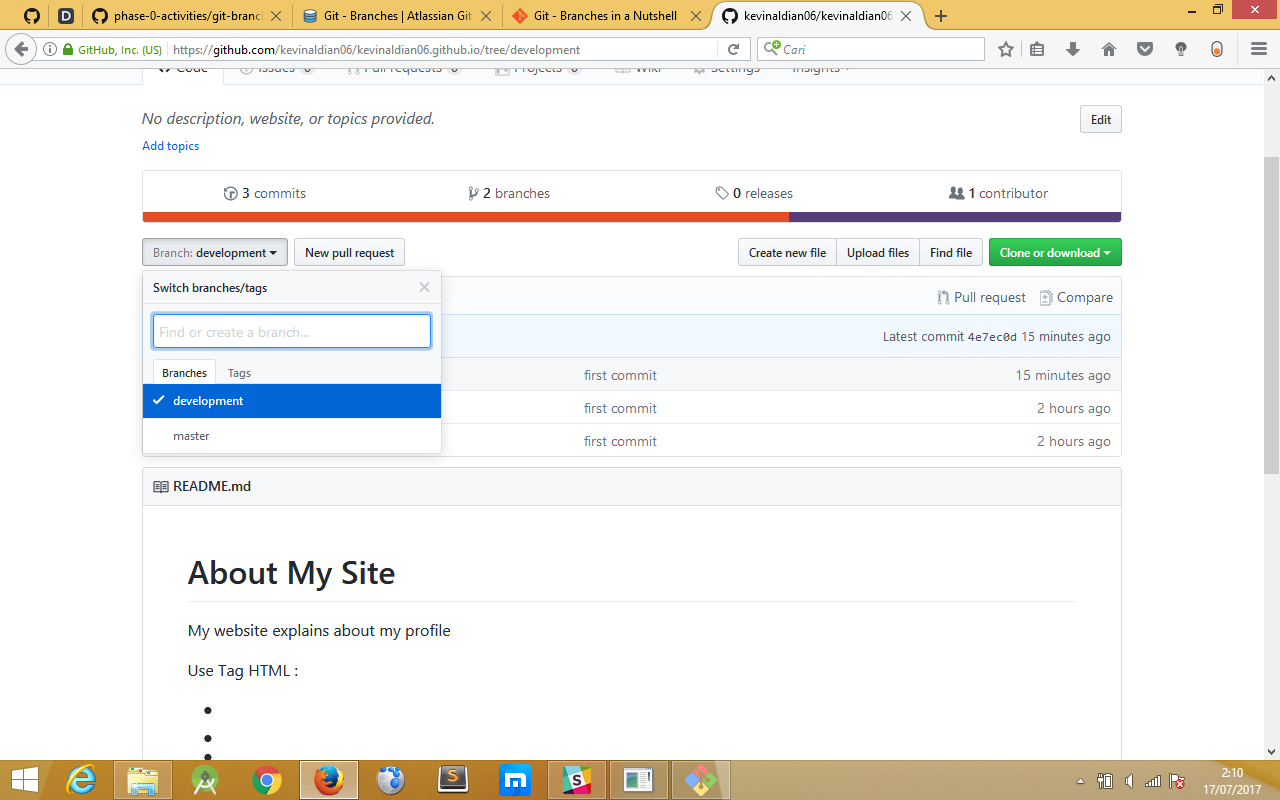 phase-0-activities/git-branc
Git - Branches | Atlassian Git
Git - Branches in a Nutshell
kevinaldian06/kevinaldian06
GitHub, Inc. (US)
https://github.com/kevinaldian06/kevinaldian06.github.io/tree/development
Cari
Code Issues 0 Pull requests 0 Projects 0 Wiki Settings Insights
No description, website, or topics provided.
Edit
Add topics
3 commits
2 branches
0 releases
1 contributor
Branch: development
New pull request
Create new file
Upload files
Find file
Clone or download
Switch branches/tags
Pull request
Compare
Find or create a branch...
Latest commit 4e7ec0d 15 minutes ago
Branches
Tags
first commit
15 minutes ago
development
first commit
2 hours ago
master
first commit
2 hours ago
README.md
About My Site
My website explains about my profile
Use Tag HTML :
2:10
17/07/2017